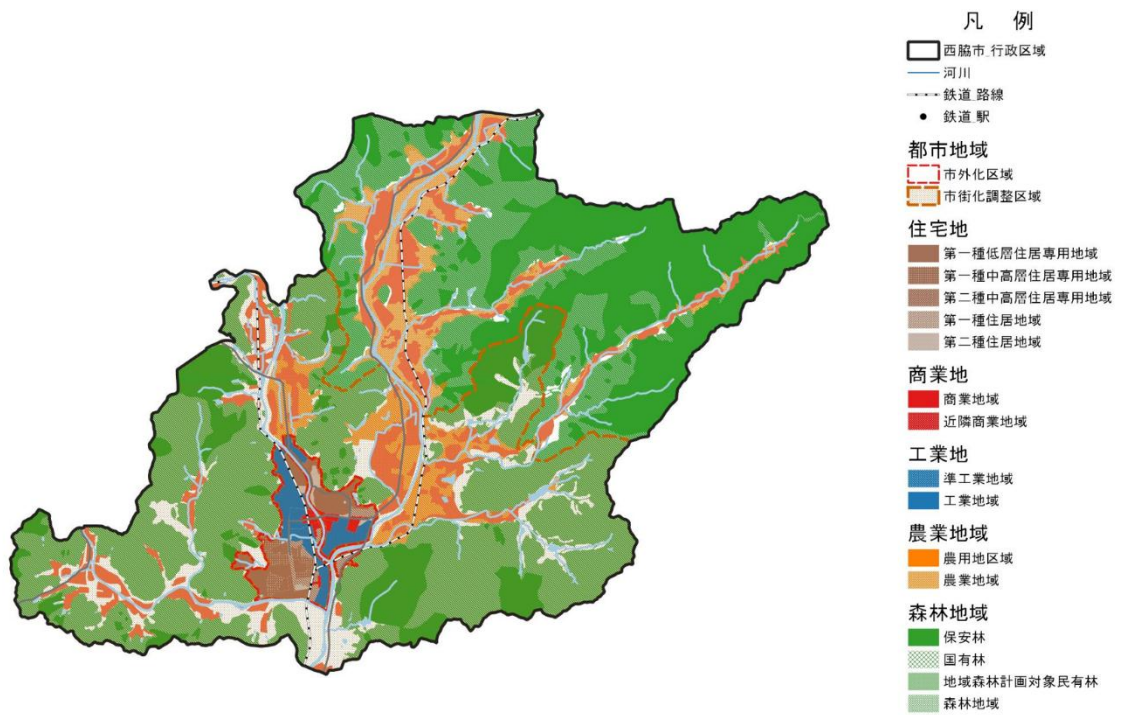 凡 例
西脇市_行政区域
河川
鉄道_路線
鉄道_駅
都市地域
市外化区域
市街化調整区域
住宅地
第一種低層住居専用地域
第一種中高層住居専用地域
第二種中高層住居専用地域
第一種住居地域
第二種住居地域
商業地
商業地域
近隣商業地域
工業地
準工業地域
工業地域
農業地域
農用地区域
農業地域
森林地域
保安林
国有林
地域森林計画対象民有林
森林地域